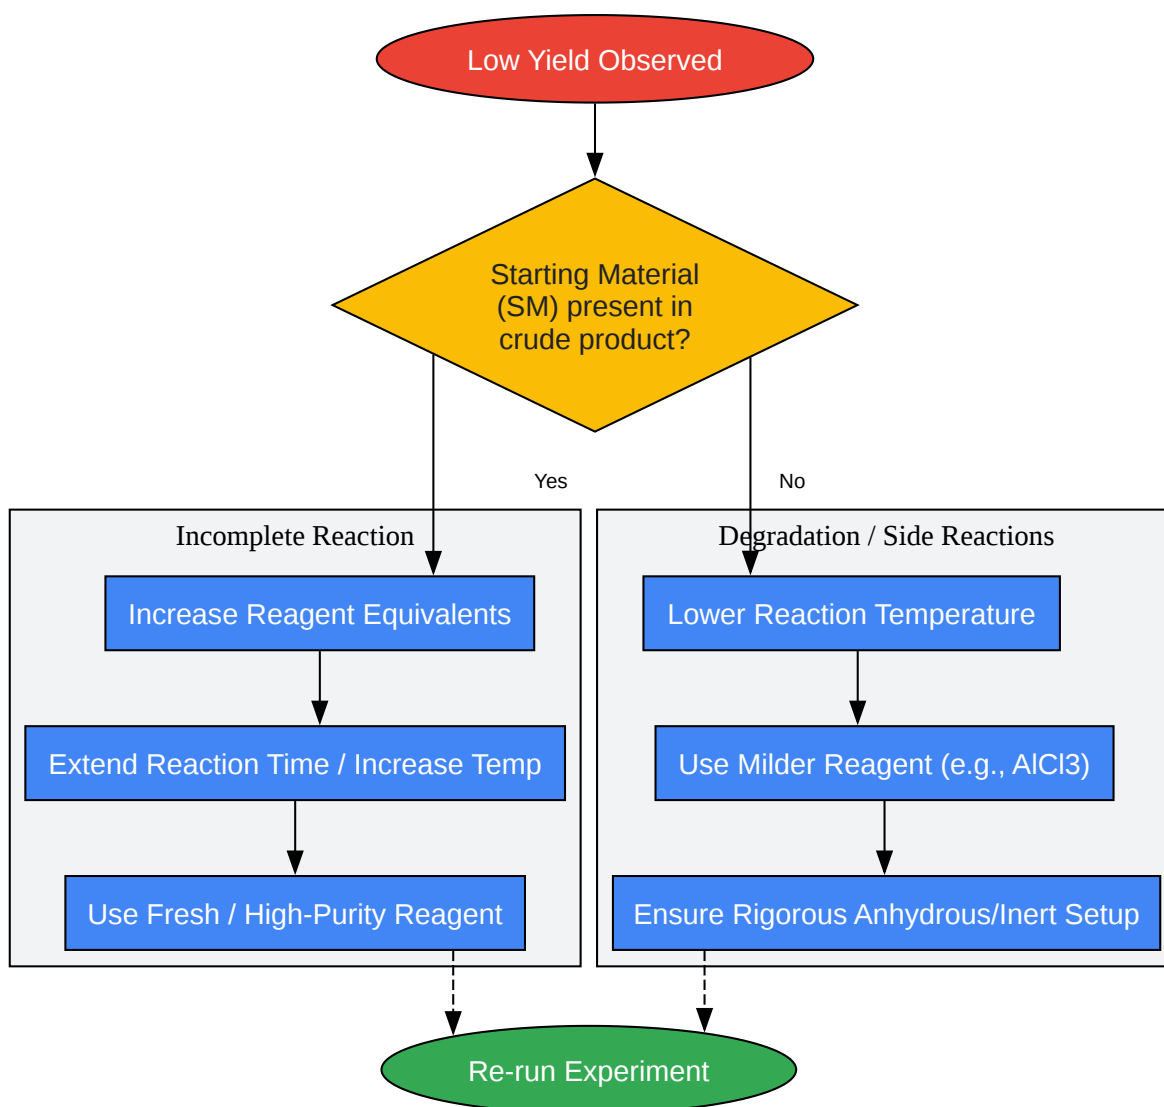 Low Yield Observed
Starting Material
(SM) present in
crude product?
Yes
No
Incomplete Reaction
Increase Reagent Equivalents
Extend Reaction Time / Increase Temp
Use Fresh / High-Purity Reagent
Degradation / Side Reactions
Lower Reaction Temperature
Use Milder Reagent (e.g., AlCl3)
Ensure Rigorous Anhydrous/Inert Setup
Re-run Experiment